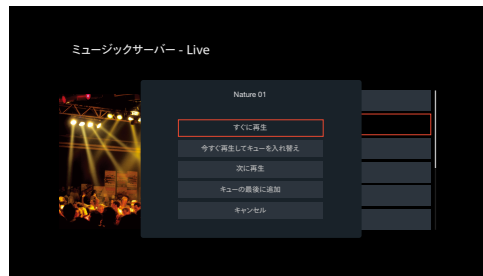 ミュージックサーバー - Live
Nature 01
すぐに再生
今すぐ再生してキューを入れ替え
次に再生
キューの最後に追加
キャンセル